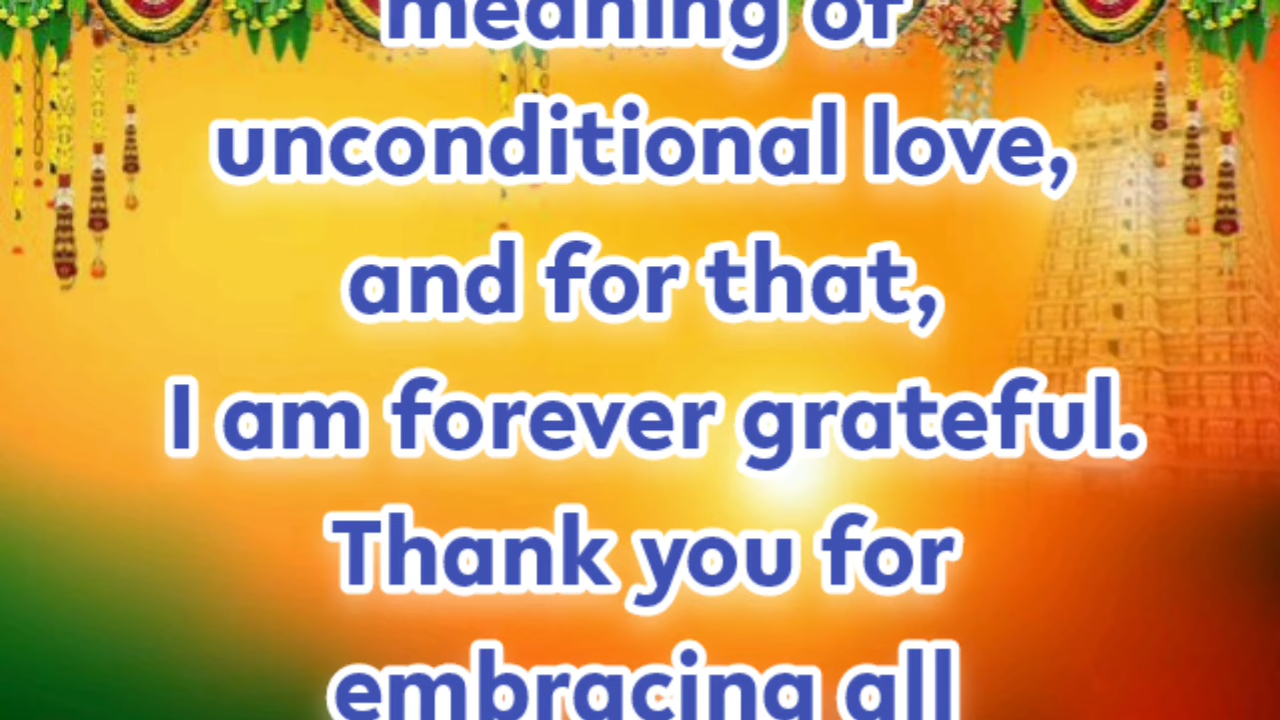 meaning of
unconditional love,
and for that,
I am forever grateful.
Thank you for
embracing all